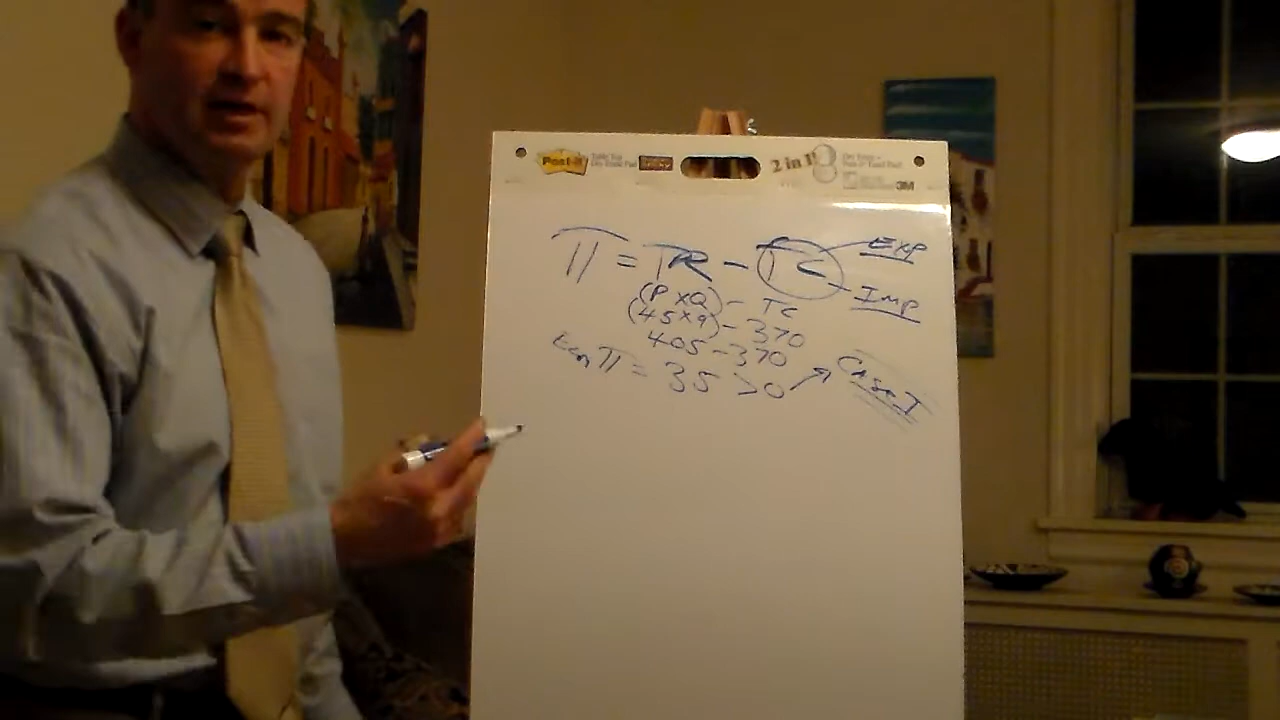 Post-it
2 in 1
3M
Π = TR - TC
Exp
Imp
(P x Q) - TC
(45 x 9) - 370
405 - 370
Econ Π = 35 > 0 → Case I